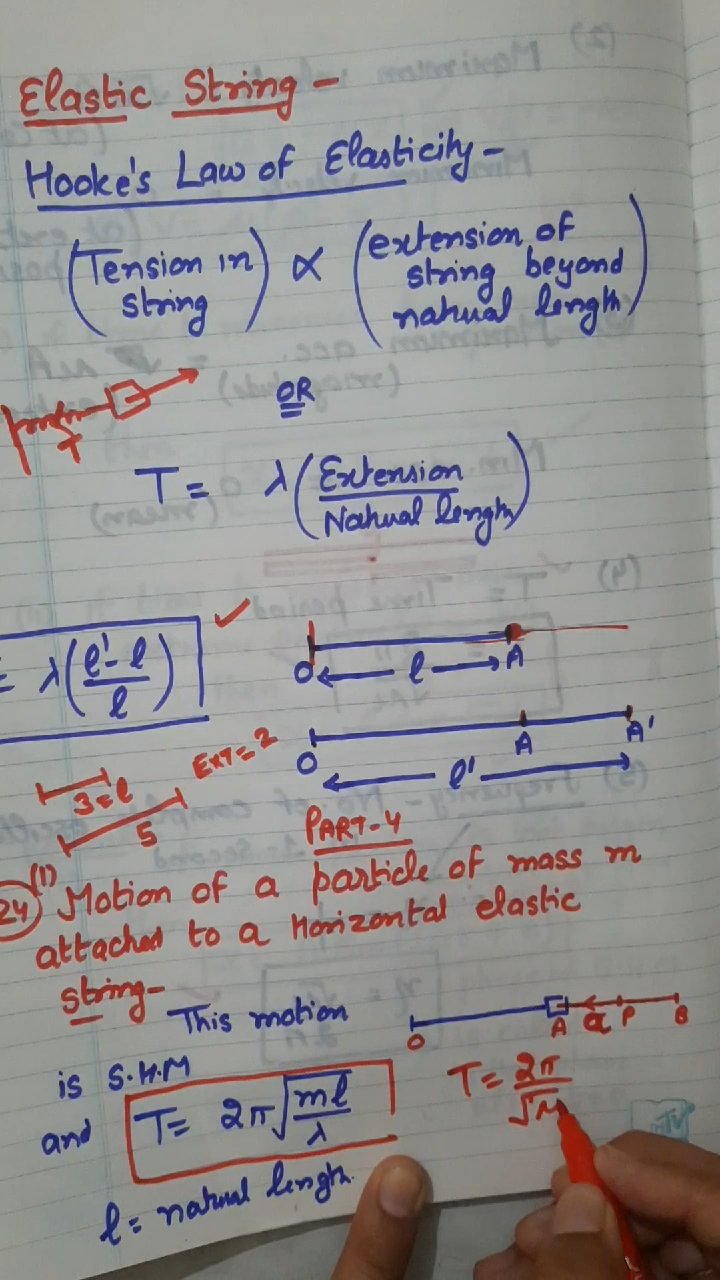 Elastic String -
Hooke's Law of Elasticity -
(Tension in string) ∝ (extension of string beyond natural length)
OR
T
T = λ (Extension / Natural length)
= λ (l' - l / l)
O l A
O A A'
l'
3 = l
5
Ext = 2
PART-4
24 (1) Motion of a particle of mass m
attached to a Horizontal elastic
string -
This motion
is S.H.M
O A a P B
and T = 2π √(ml/λ)
T = 2π / √μ
l = natural length